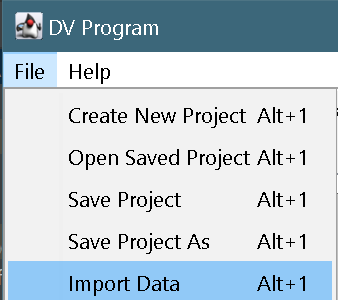 DV Program
File Help
Create New Project Alt+1
Open Saved Project Alt+1
Save Project Alt+1
Save Project As Alt+1
Import Data Alt+1